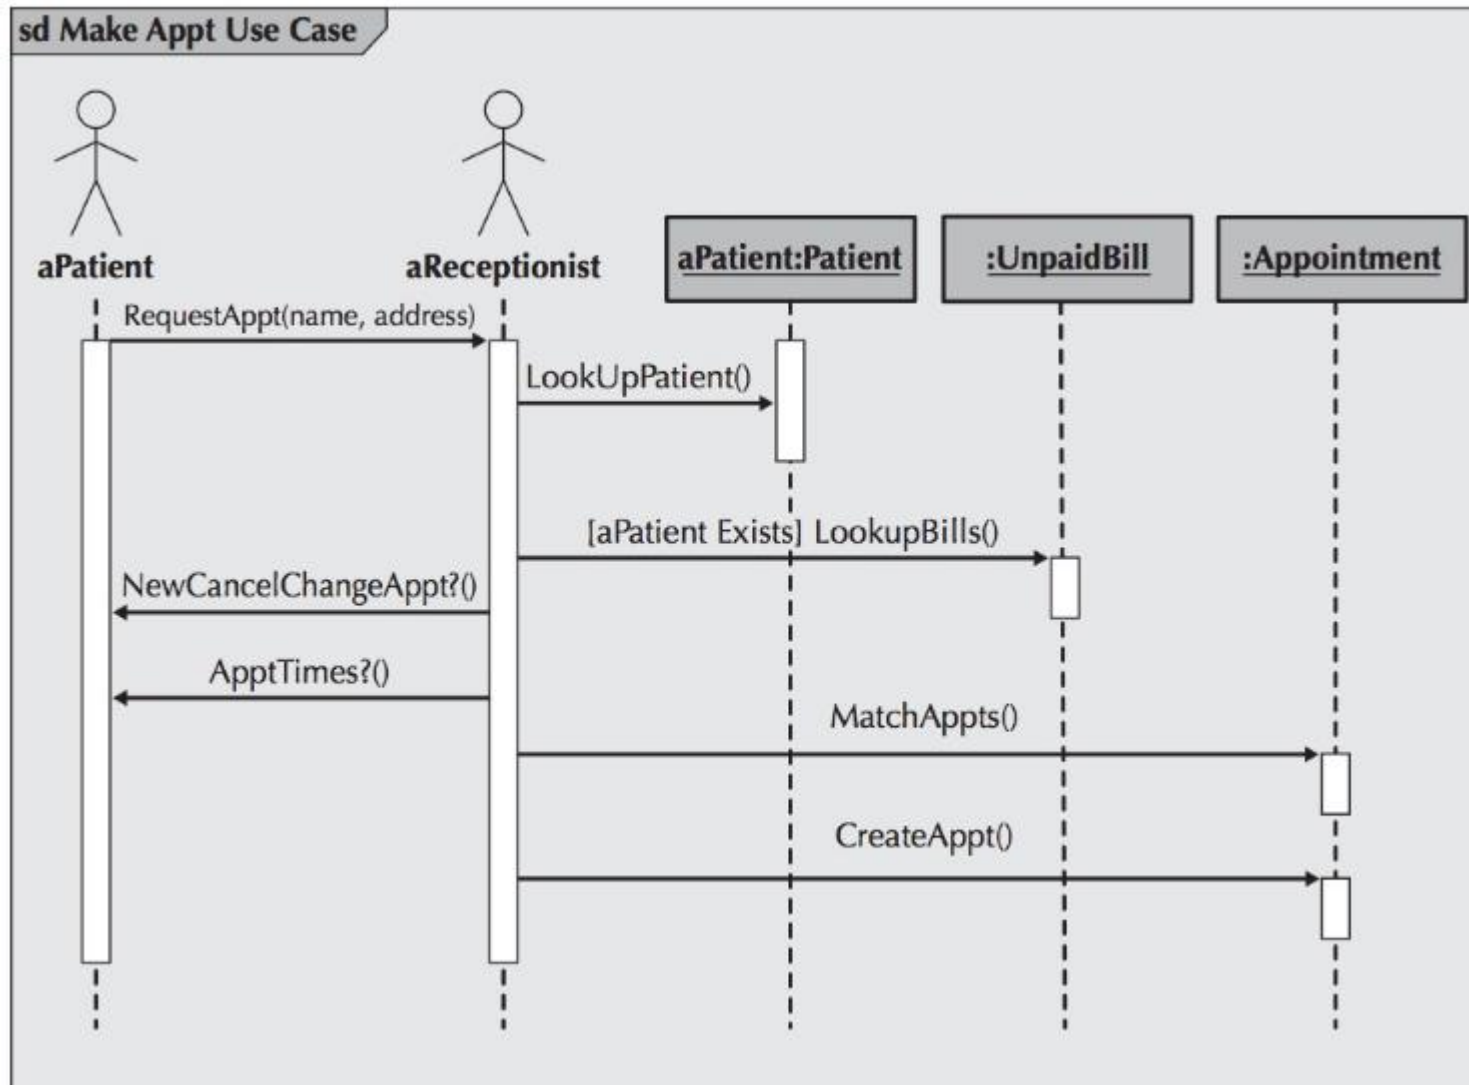 sd Make Appt Use Case
aPatient
aReceptionist
aPatient:Patient
:UnpaidBill
:Appointment
RequestAppt(name, address)
LookUpPatient()
[aPatient Exists] LookupBills()
NewCancelChangeAppt?()
ApptTimes?()
MatchAppts()
CreateAppt()